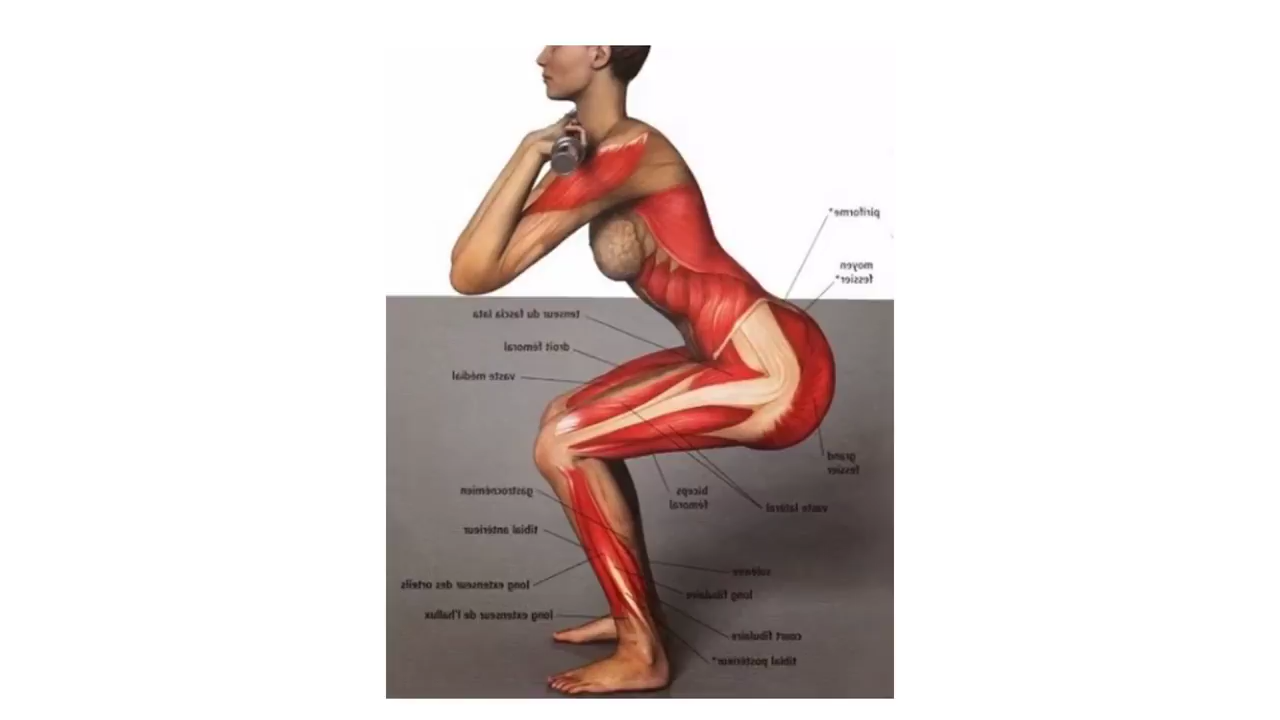 piriforme*
moyen
fessier*
tenseur du fascia lata
droit fémoral
vaste médial
grand
fessier
biceps
fémoral
vaste latéral
gastrocnémien
tibial antérieur
long extenseur des orteils
long extenseur de l'hallux
soléaire
long fibulaire
court fibulaire
tibial postérieur*